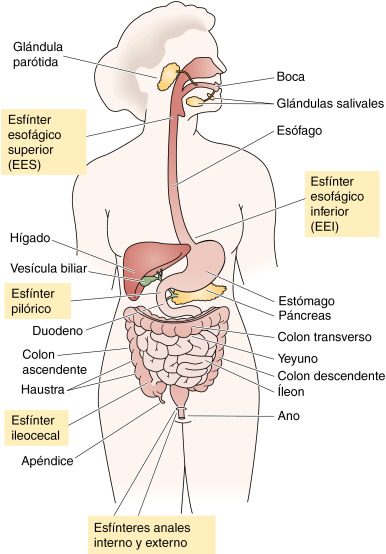 Glándula
parótida
Boca
Glándulas salivales
Esfínter
esofágico
superior
(EES)
Esófago
Esfínter
esofágico
inferior
(EEI)
Hígado
Vesícula biliar
Esfínter
pilórico
Estómago
Páncreas
Duodeno
Colon transverso
Colon
ascendente
Yeyuno
Colon descendente
Haustra
Íleon
Esfínter
ileocecal
Ano
Apéndice
Esfínteres anales
interno y externo